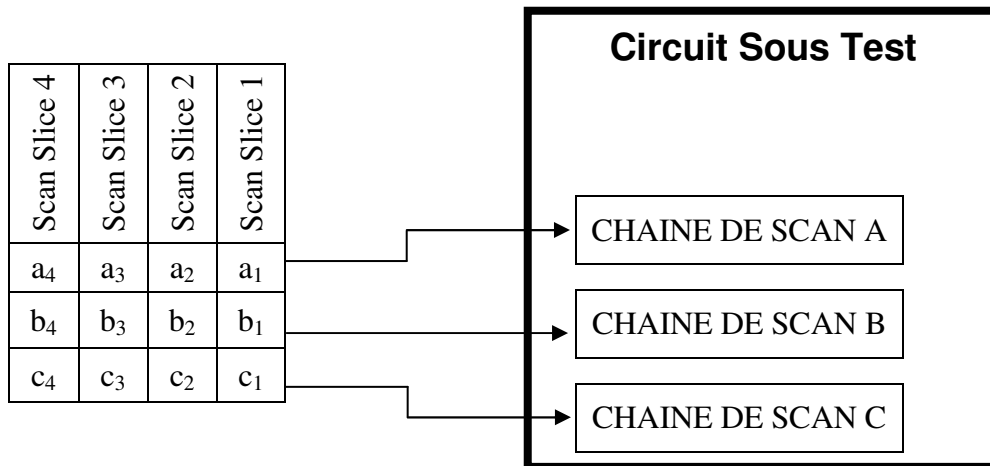 Circuit Sous Test
Scan Slice 4
Scan Slice 3
Scan Slice 2
Scan Slice 1
a4 a3 a2 a1
b4 b3 b2 b1
c4 c3 c2 c1
CHAINE DE SCAN A
CHAINE DE SCAN B
CHAINE DE SCAN C